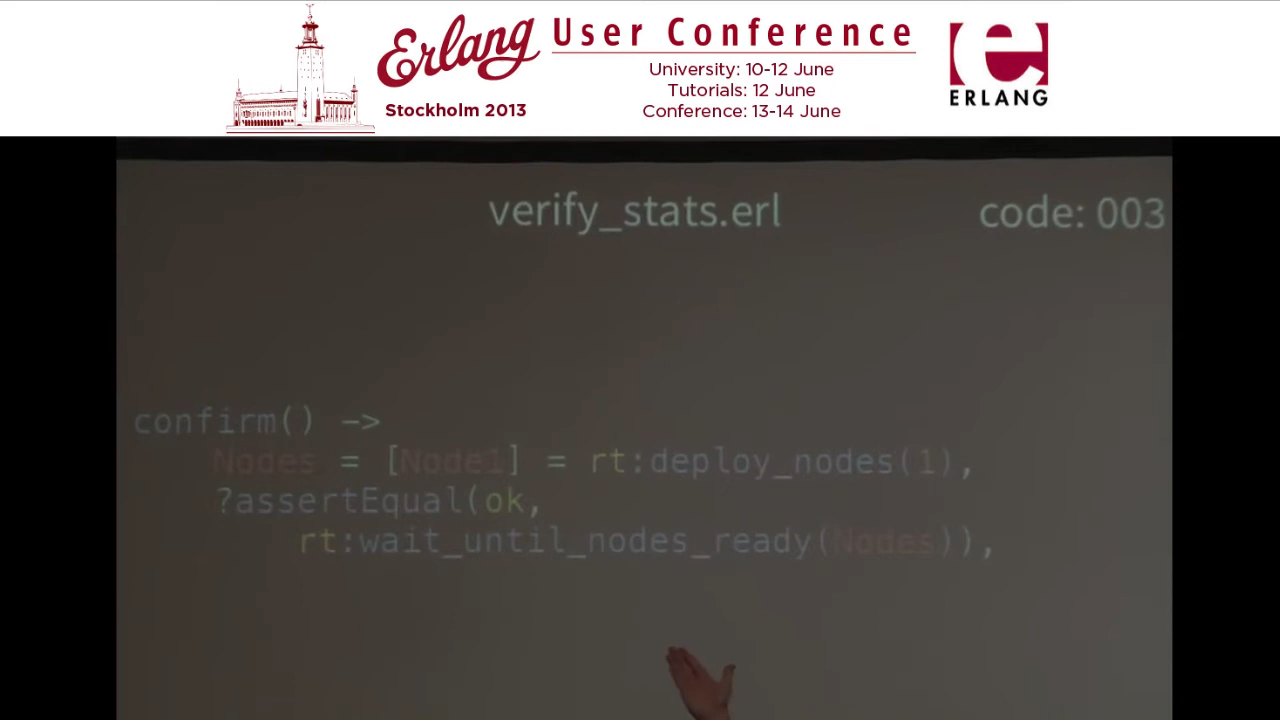 Erlang User Conference
Stockholm 2013
University: 10-12 June
Tutorials: 12 June
Conference: 13-14 June
ERLANG
verify_stats.erl
code: 003
confirm() ->
Nodes = [Node1] = rt:deploy_nodes(1),
?assertEqual(ok,
rt:wait_until_nodes_ready(Nodes)),